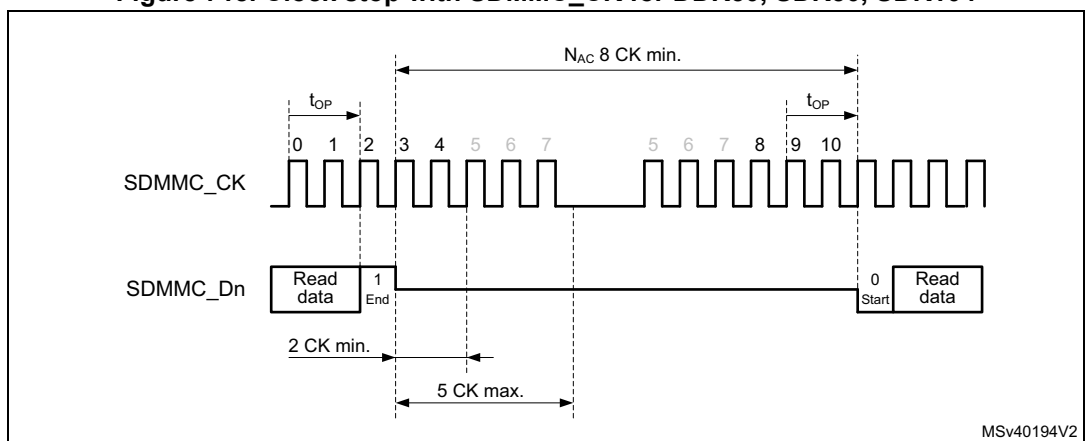 Figure 745. Clock stop with SDMMC_CK for DDR50, SDR50, SDR104
NAC 8 CK min.
tOP tOP
0 1 2 3 4 5 6 7 5 6 7 8 9 10
SDMMC_CK
SDMMC_Dn Read data 1 End 0 Start Read data
2 CK min.
5 CK max.
MSv40194V2